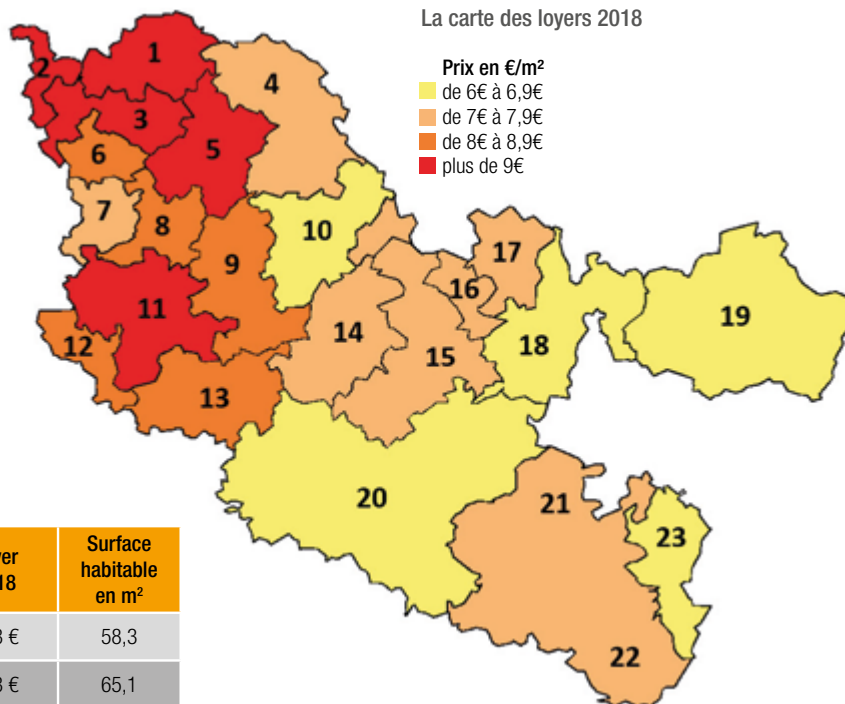 La carte des loyers 2018
Prix en €/m²
de 6€ à 6,9€
de 7€ à 7,9€
de 8€ à 8,9€
plus de 9€
1
2
3
4
5
6
7
8
9
10
11
12
13
14
15
16
17
18
19
20
21
22
23
Surface
habitable
en m²
18
€ 58,3
€ 65,1